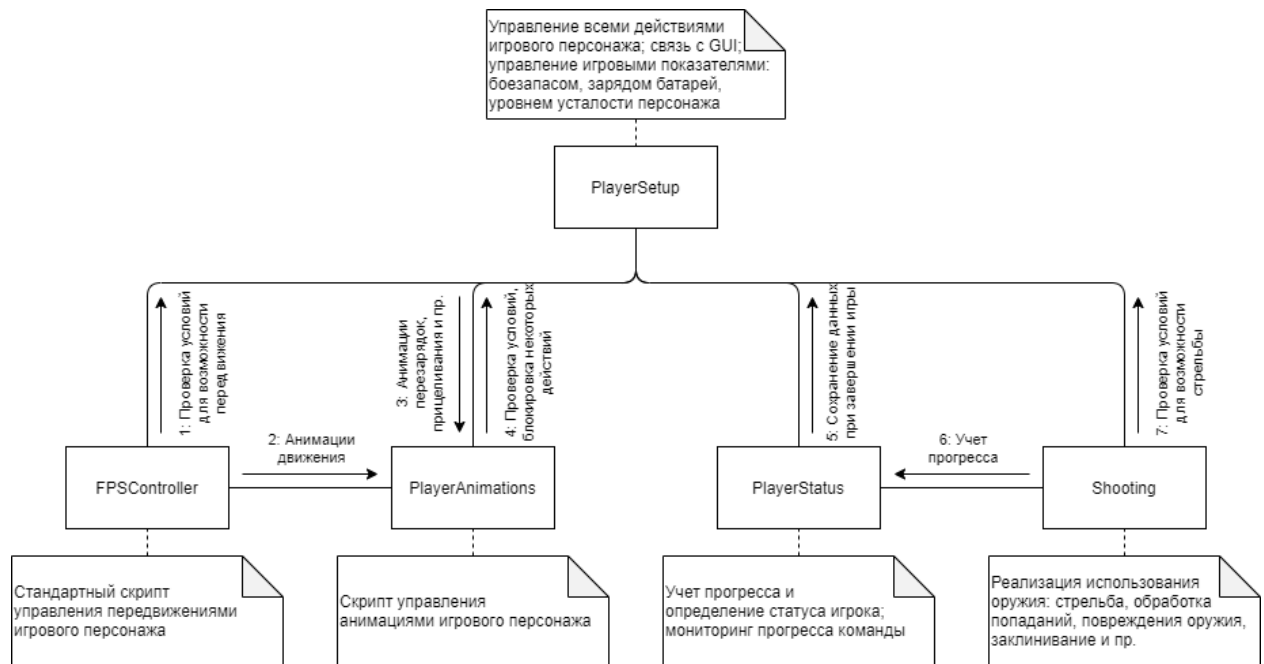 Управление всеми действиями
игрового персонажа; связь с GUI;
управление игровыми показателями:
боезапасом, зарядом батарей,
уровнем усталости персонажа
PlayerSetup
1: Проверка условий
для возможности
передвижения
3: Анимации
перезарядок,
прицеливания и пр.
4: Проверка условий,
блокировка некоторых
действий
5: Сохранение данных
при завершении игры
7: Проверка условий
для возможности
стрельбы
2: Анимации
движения
6: Учет
прогресса
FPSController
PlayerAnimations
PlayerStatus
Shooting
Стандартный скрипт
управления передвижениями
игрового персонажа
Скрипт управления
анимациями игрового персонажа
Учет прогресса и
определение статуса игрока;
мониторинг прогресса команды
Реализация использования
оружия: стрельба, обработка
попаданий, повреждения оружия,
заклинивание и пр.